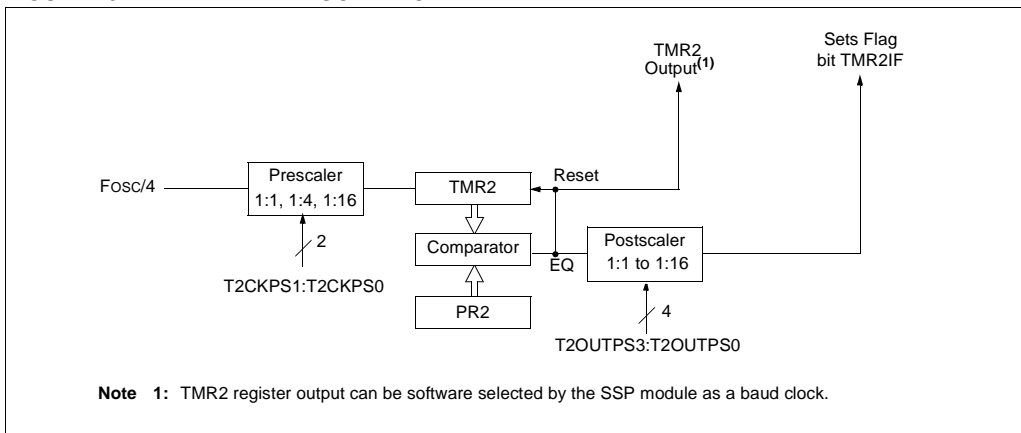 TMR2
Output(1)
Sets Flag
bit TMR2IF
Fosc/4
Prescaler
1:1, 1:4, 1:16
2
T2CKPS1:T2CKPS0
TMR2
Reset
Comparator
EQ
PR2
Postscaler
1:1 to 1:16
4
T2OUTPS3:T2OUTPS0
Note 1: TMR2 register output can be software selected by the SSP module as a baud clock.